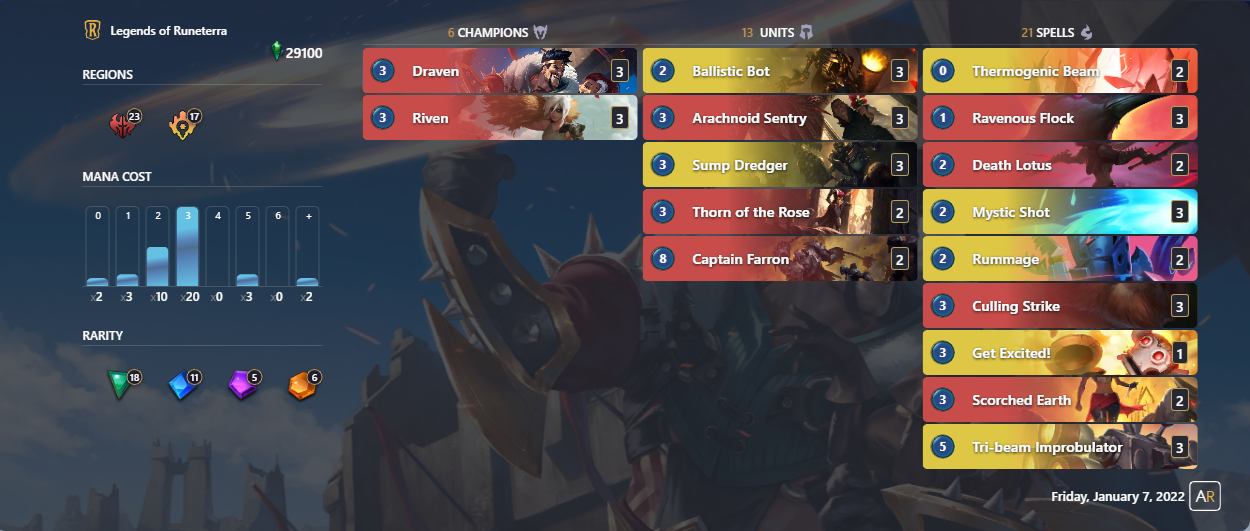 Legends of Runeterra
29100
REGIONS
23 17
MANA COST
0 1 2 3 4 5 6 +
x2 x3 x10 x20 x0 x3 x0 x2
RARITY
18 11 5 6
6 CHAMPIONS
3 Draven 3
3 Riven 3
13 UNITS
2 Ballistic Bot 3
3 Arachnoid Sentry 3
3 Sump Dredger 3
3 Thorn of the Rose 2
8 Captain Farron 2
21 SPELLS
0 Thermogenic Beam 2
1 Ravenous Flock 3
2 Death Lotus 2
2 Mystic Shot 3
2 Rummage 2
3 Culling Strike 3
3 Get Excited! 1
3 Scorched Earth 2
5 Tri-beam Improbulator 3
Friday, January 7, 2022 AR